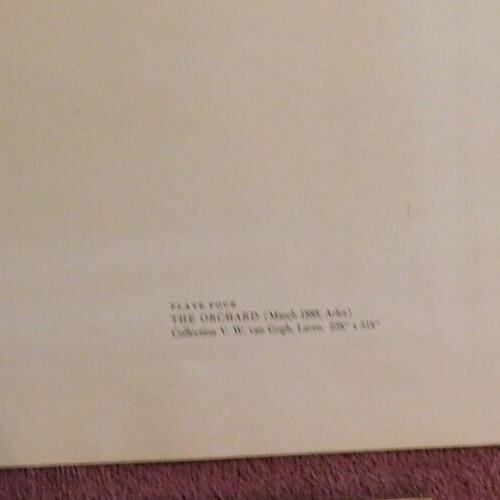 PLATE FOUR
THE ORCHARD (March 1888, Arles)
Collection V. W. van Gogh, Laren.